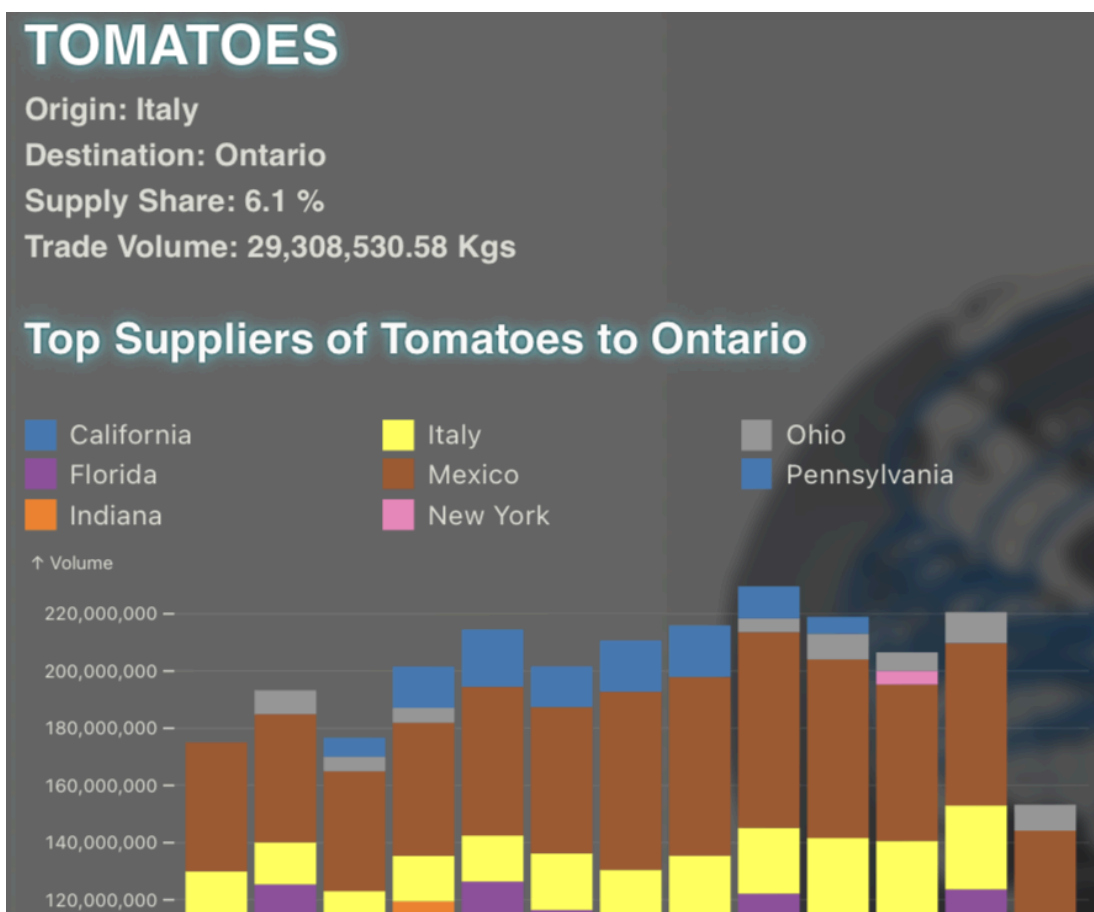 TOMATOES
Origin: Italy
Destination: Ontario
Supply Share: 6.1 %
Trade Volume: 29,308,530.58 Kgs
Top Suppliers of Tomatoes to Ontario
California Italy Ohio
Florida Mexico Pennsylvania
Indiana New York
↑ Volume
220,000,000
200,000,000
180,000,000
160,000,000
140,000,000
120,000,000